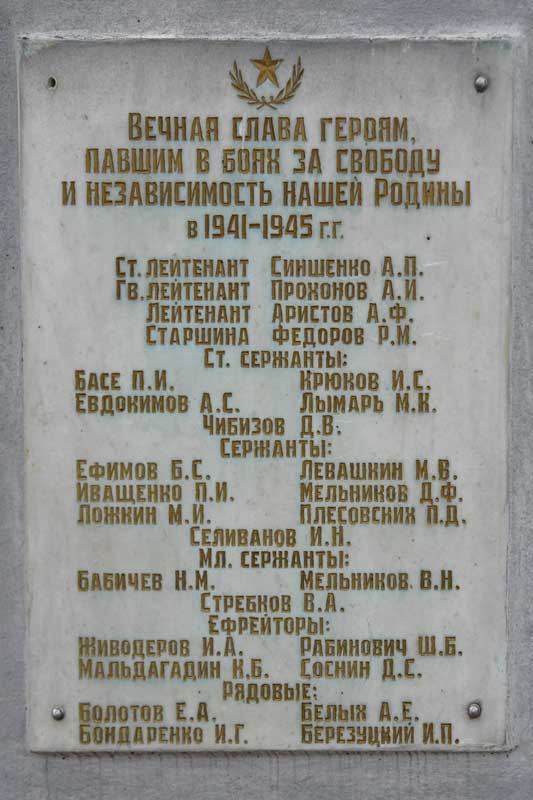 Вечная слава героям,
павшим в боях за свободу
и независимость нашей Родины
в 1941-1945 г.г.
Ст. лейтенант Синшенко А.П.
Гв. лейтенант Прохонов А.И.
Лейтенант Аристов А.Ф.
Старшина Федоров Р.М.
Ст. сержанты:
Басе П.И. Крюков И.С.
Евдокимов А.С. Лымарь М.К.
Чибизов Д.В.
Сержанты:
Ефимов Б.С. Левашкин И.В.
Иващенко П.И. Мельников Д.Ф.
Ложкин М.И. Плесовских П.Д.
Селиванов И.Н.
Мл. сержанты:
Бабичев Н.М. Мельников В.Н.
Стребков В.А.
Ефрейторы:
Живодеров И.А. Рабинович Ш.Б.
Мальдагадин К.Б. Соснин Д.С.
Рядовые:
Болотов Е.А. Белых А.Е.
Бондаренко И.Г. Березуцкий И.П.